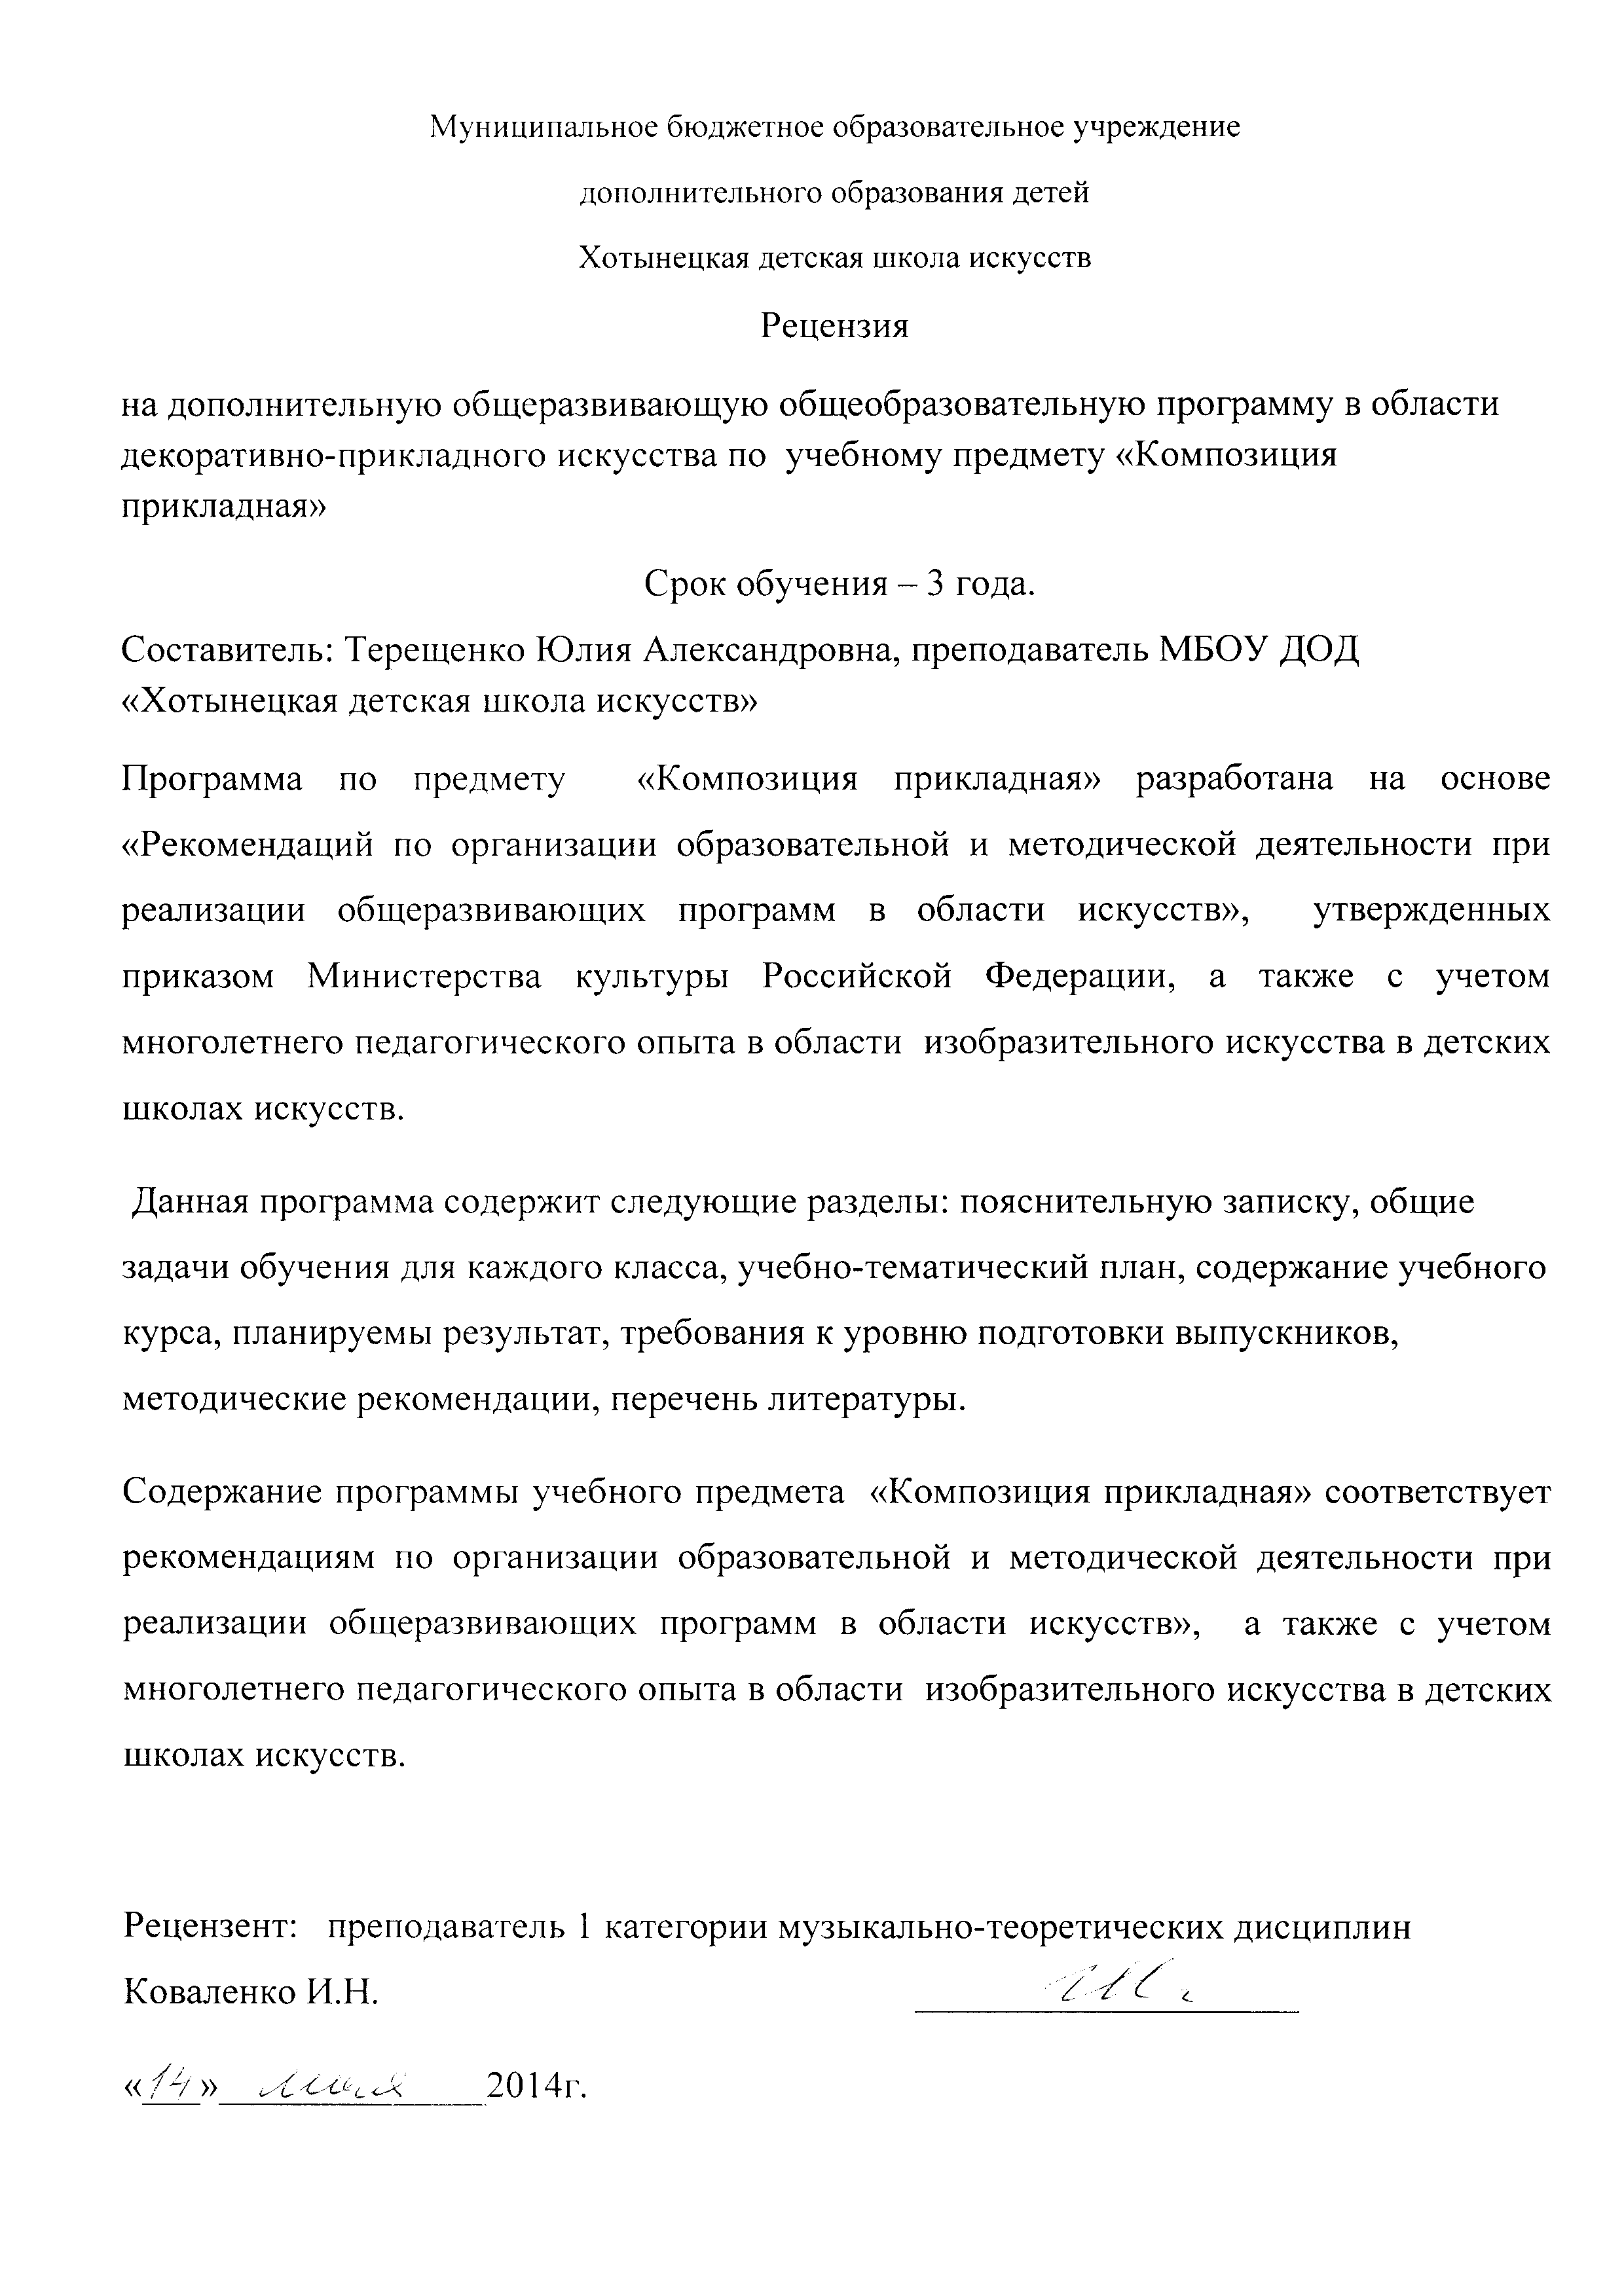 Муниципальное бюджетное образовательное учреждение
дополнительного образования детей
Хотынецкая детская школа искусств
Рецензия
на дополнительную общеразвивающую общеобразовательную программу в области
декоративно-прикладного искусства по учебному предмету «Композиция
прикладная»
Срок обучения – 3 года.
Составитель: Терещенко Юлия Александровна, преподаватель МБОУ ДОД
«Хотынецкая детская школа искусств»
Программа по предмету «Композиция прикладная» разработана на основе
«Рекомендаций по организации образовательной и методической деятельности при
реализации общеразвивающих программ в области искусств», утвержденных
приказом Министерства культуры Российской Федерации, а также с учетом
многолетнего педагогического опыта в области изобразительного искусства в детских
школах искусств.
Данная программа содержит следующие разделы: пояснительную записку, общие
задачи обучения для каждого класса, учебно-тематический план, содержание учебного
курса, планируемы результат, требования к уровню подготовки выпускников,
методические рекомендации, перечень литературы.
Содержание программы учебного предмета «Композиция прикладная» соответствует
рекомендациям по организации образовательной и методической деятельности при
реализации общеразвивающих программ в области искусств», а также с учетом
многолетнего педагогического опыта в области изобразительного искусства в детских
школах искусств.
Рецензент: преподаватель 1 категории музыкально-теоретических дисциплин
Коваленко И.Н.
«14» 2014г.